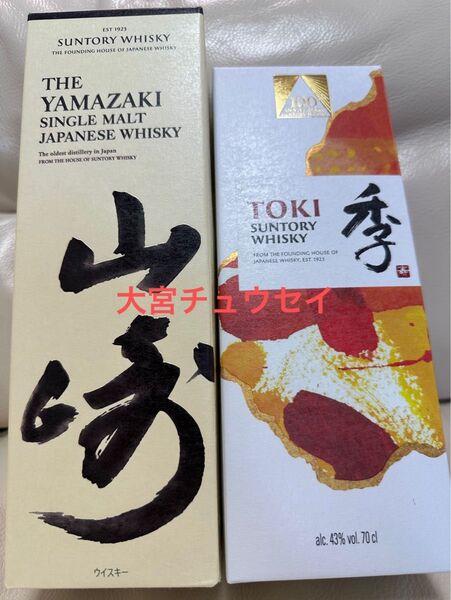 EST 1923
SUNTORY WHISKY
THE FOUNDING HOUSE OF JAPANESE WHISKY
THE
YAMAZAKI
SINGLE MALT
JAPANESE WHISKY
The oldest distillery in Japan
FROM THE HOUSE OF SUNTORY WHISKY
山崎
ウイスキー
100
TOKI
SUNTORY
WHISKY
FROM THE FOUNDING HOUSE OF
JAPANESE WHISKY, EST. 1923
季
alc. 43% vol. 70 cl
大宮チュウセイ